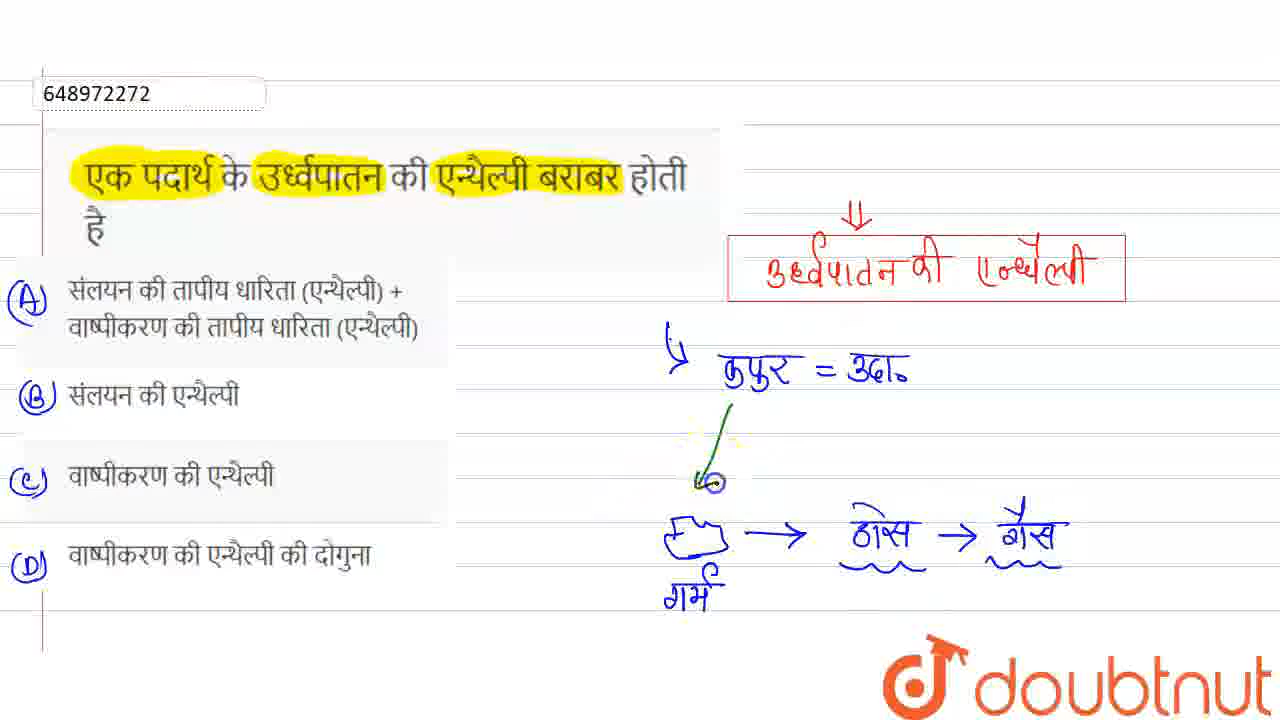 648972272
एक पदार्थ के उर्ध्वपातन की एन्थैल्पी बराबर होती
है
(A) संलयन की तापीय धारिता (एन्थैल्पी) +
वाष्पीकरण की तापीय धारिता (एन्थैल्पी)
(B) संलयन की एन्थैल्पी
(C) वाष्पीकरण की एन्थैल्पी
(D) वाष्पीकरण की एन्थैल्पी की दोगुना
⇓
उर्ध्वपातन की एन्थैल्पी
↳ कपुर = उदा०
→ ठोस → गैस
गर्म
doubtnut